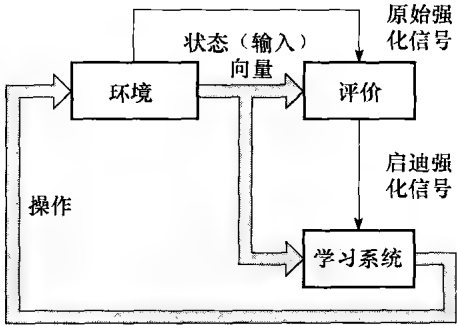 原始强
化信号
状态（输入）
向量
环境
评价
启迪强
化信号
操作
学习系统